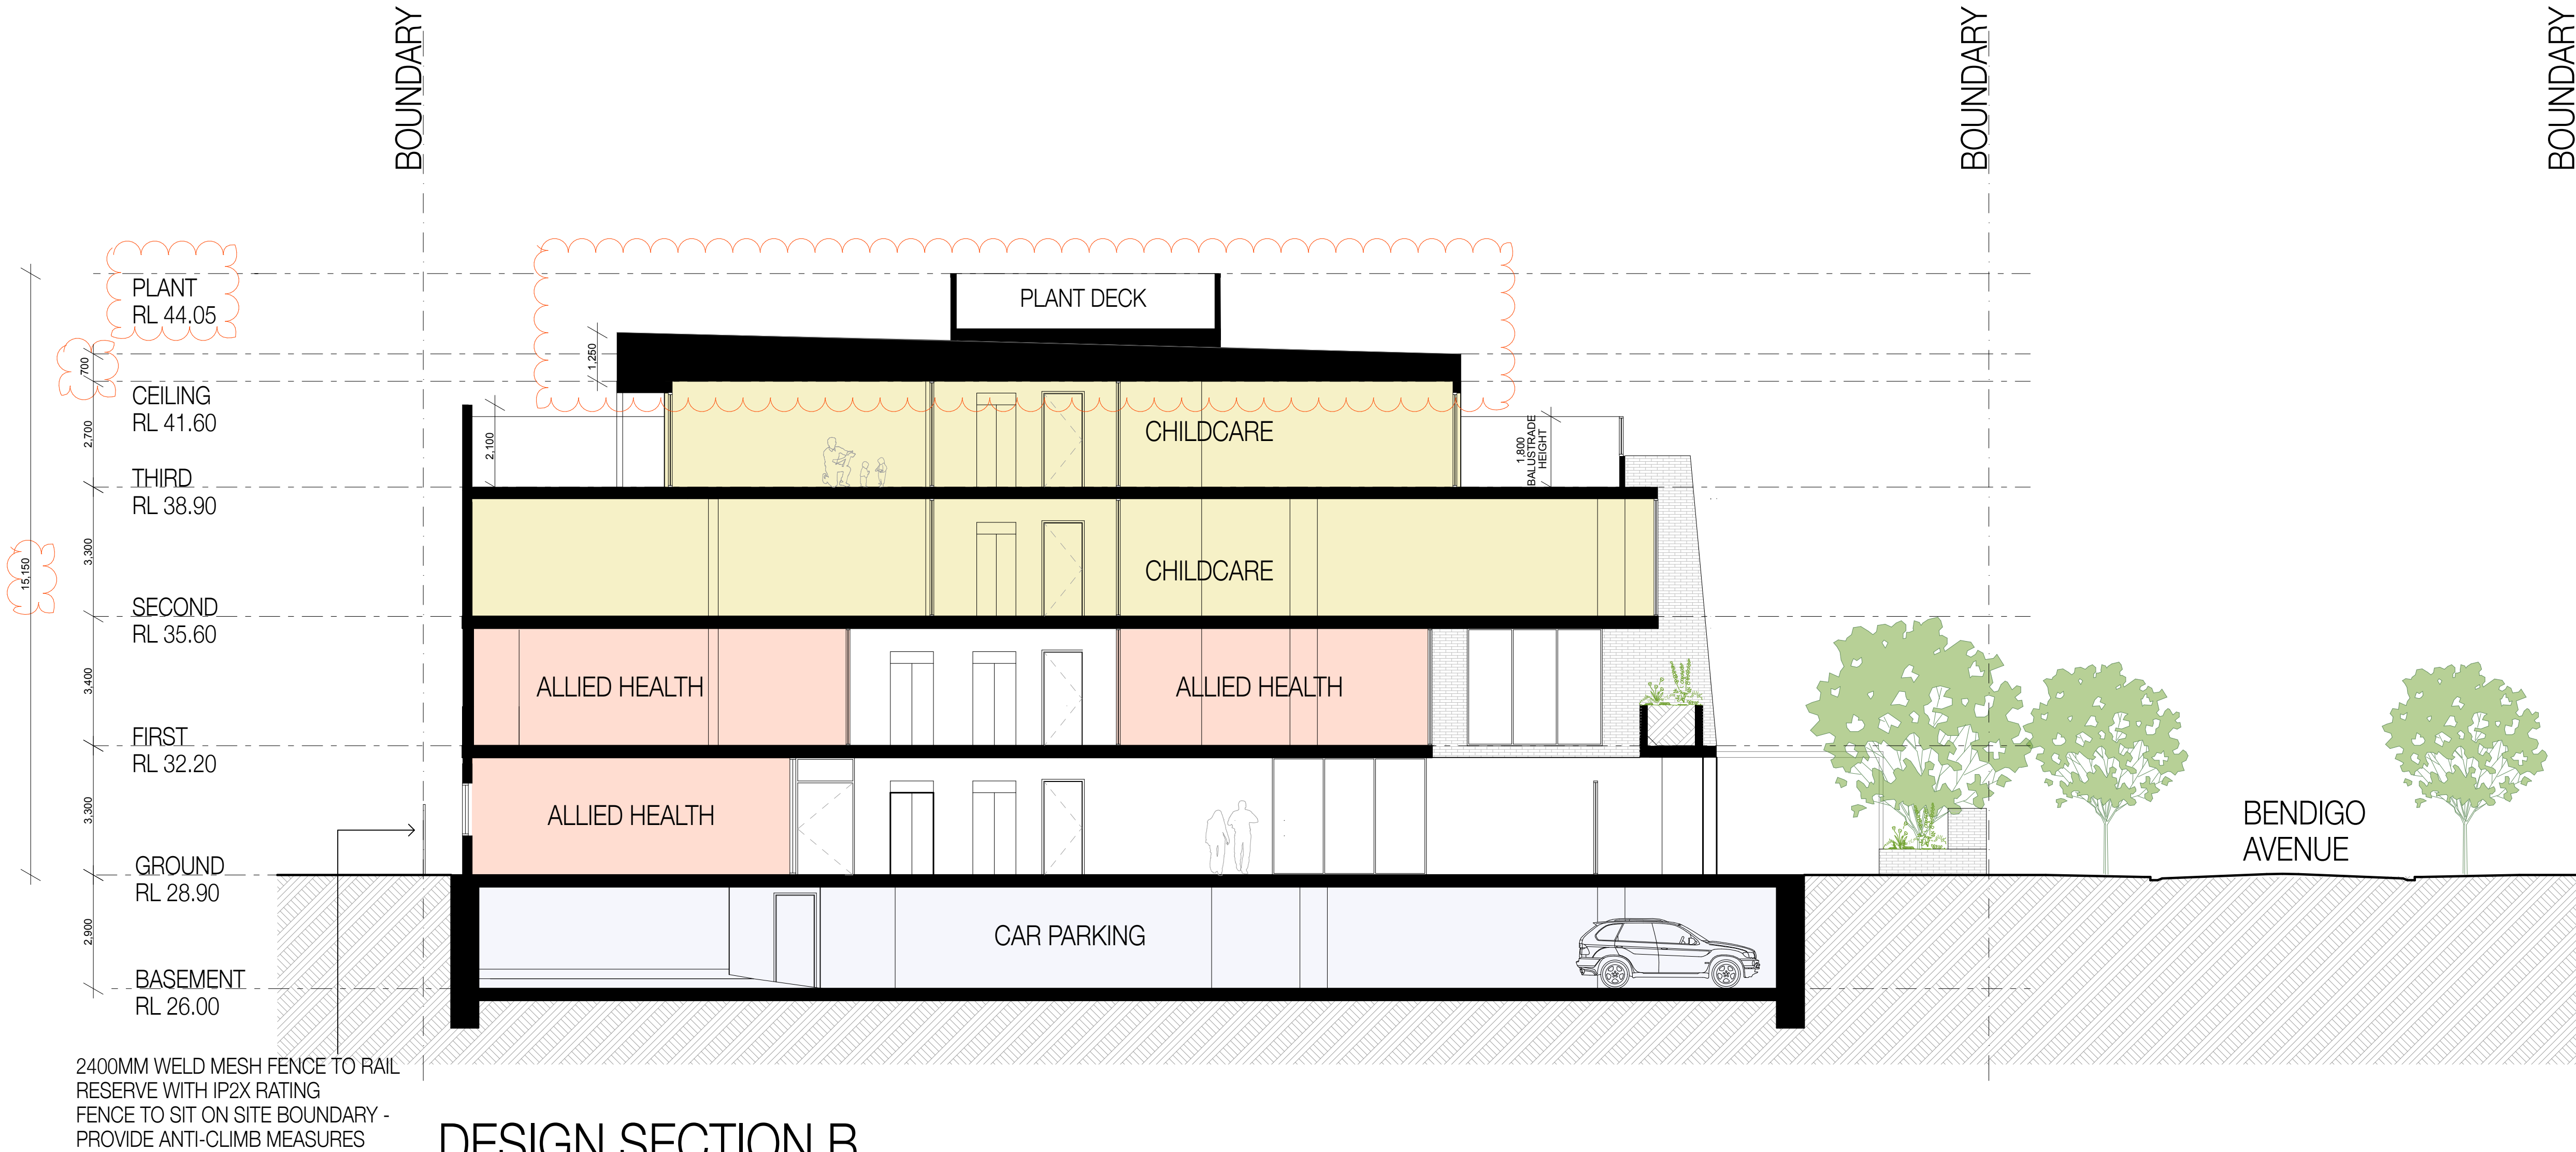 BOUNDARY
BOUNDARY
BOUNDARY
PLANT
RL 44.05
PLANT DECK
700
1,250
CEILING
RL 41.60
2,700
2,100
CHILDCARE
1,800
BALUSTRADE
HEIGHT
THIRD
RL 38.90
3,300
15,150
CHILDCARE
SECOND
RL 35.60
3,400
ALLIED HEALTH
ALLIED HEALTH
FIRST
RL 32.20
3,300
ALLIED HEALTH
BENDIGO
AVENUE
GROUND
RL 28.90
2,900
CAR PARKING
BASEMENT
RL 26.00
2400MM WELD MESH FENCE TO RAIL
RESERVE WITH IP2X RATING
FENCE TO SIT ON SITE BOUNDARY -
PROVIDE ANTI-CLIMB MEASURES
DESIGN SECTION B